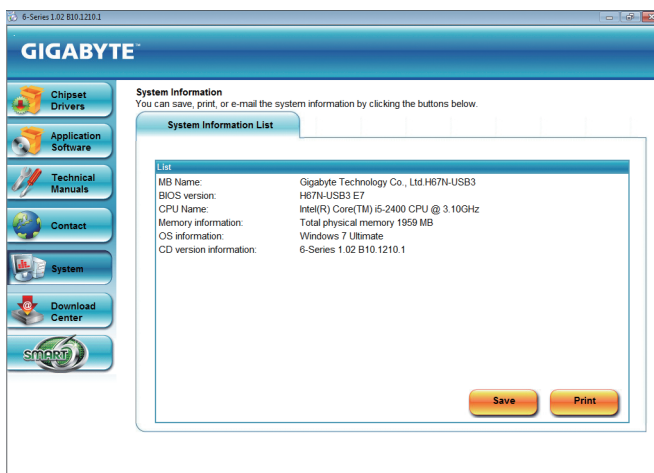 6-Series 1.02 B10.1210.1
GIGABYTE™
Chipset
Drivers
Application
Software
Technical
Manuals
Contact
System
Download
Center
SMART6
System Information
You can save, print, or e-mail the system information by clicking the buttons below.
System Information List
List
MB Name: Gigabyte Technology Co., Ltd.H67N-USB3
BIOS version: H67N-USB3 E7
CPU Name: Intel(R) Core(TM) i5-2400 CPU @ 3.10GHz
Memory information: Total physical memory 1959 MB
OS information: Windows 7 Ultimate
CD version information: 6-Series 1.02 B10.1210.1
Save Print